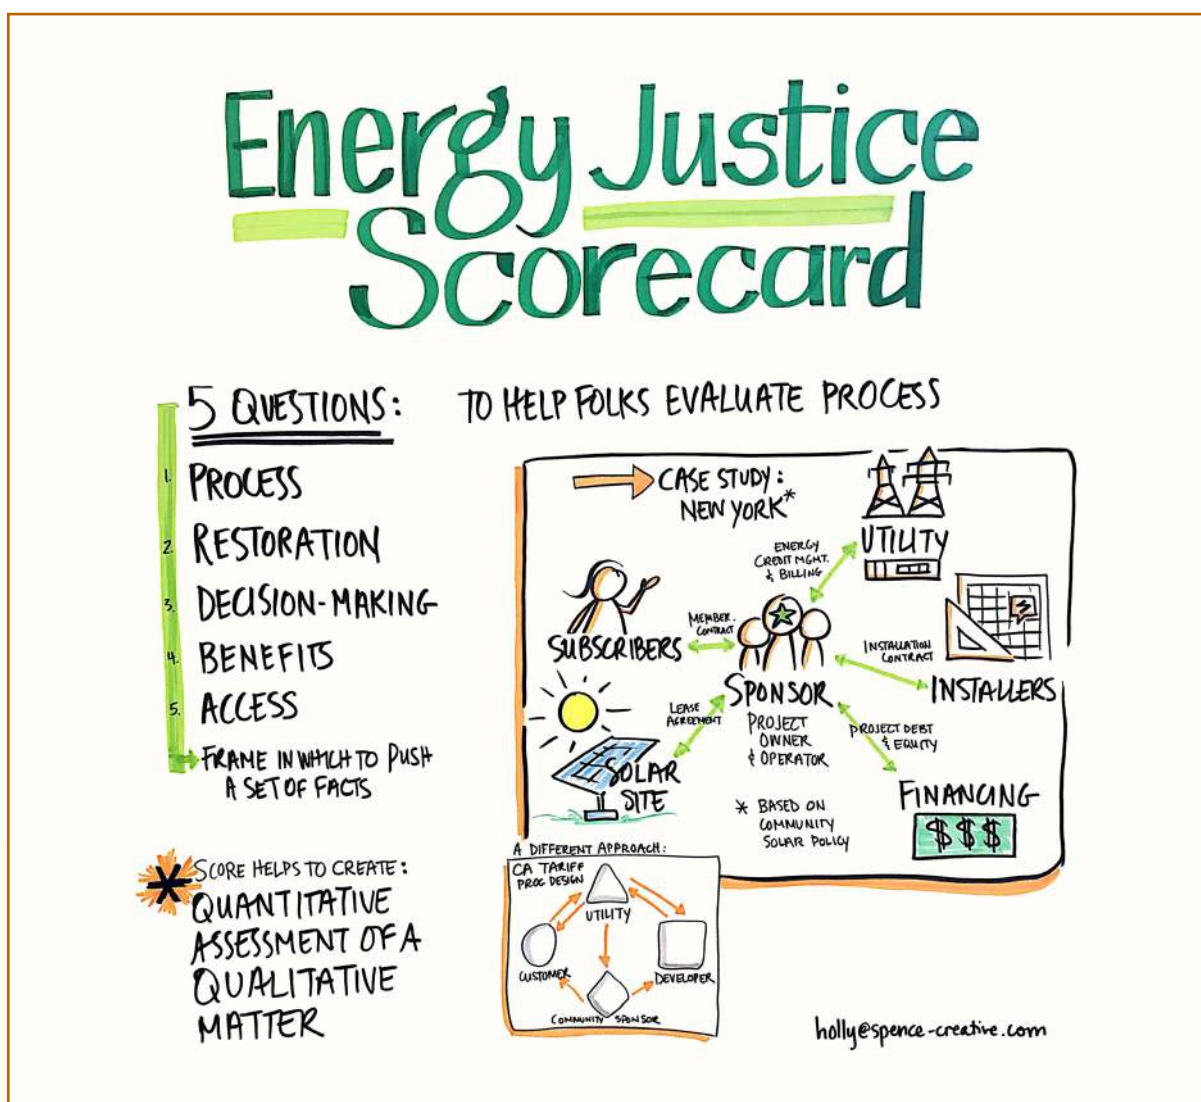 Energy Justice
Scorecard
5 QUESTIONS:
TO HELP FOLKS EVALUATE PROCESS
1. PROCESS
2. RESTORATION
3. DECISION-MAKING
4. BENEFITS
5. ACCESS
FRAME IN WHICH TO PUSH
A SET OF FACTS
SCORE HELPS TO CREATE:
QUANTITATIVE
ASSESSMENT OF A
QUALITATIVE
MATTER
CASE STUDY:
NEW YORK*
UTILITY
ENERGY
CREDIT MGMT.
& BILLING
SUBSCRIBERS
MEMBER.
CONTRACT
INSTALLATION
CONTRACT
INSTALLERS
SPONSOR
PROJECT
OWNER
& OPERATOR
LEASE
AGREEMENT
PROJECT DEBT
& EQUITY
SOLAR
SITE
FINANCING
$$$
* BASED ON
COMMUNITY
SOLAR POLICY
A DIFFERENT APPROACH:
CA TARIFF
PROG DESIGN
UTILITY
CUSTOMER
DEVELOPER
COMMUNITY SPONSOR
holly@spence-creative.com